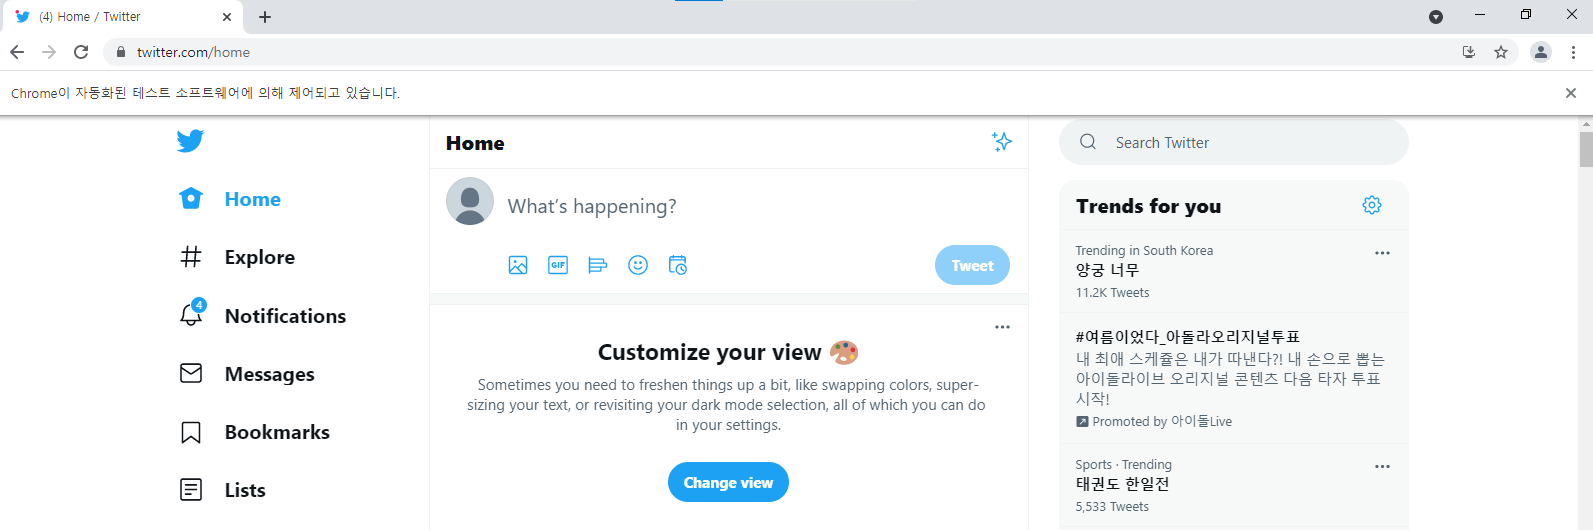 (4) Home / Twitter
twitter.com/home
Chrome이 자동화된 테스트 소프트웨어에 의해 제어되고 있습니다.
Home
Explore
4
Notifications
Messages
Bookmarks
Lists
Home
What's happening?
GIF
Tweet
Customize your view
Sometimes you need to freshen things up a bit, like swapping colors, super-
sizing your text, or revisiting your dark mode selection, all of which you can do
in your settings.
Change view
Search Twitter
Trends for you
Trending in South Korea
양궁 너무
11.2K Tweets
#여름이었다_아돌라오리지널투표
내 최애 스케쥴은 내가 따낸다?! 내 손으로 뽑는
아이돌라이브 오리지널 콘텐츠 다음 타자 투표
시작!
Promoted by 아이돌Live
Sports · Trending
태권도 한일전
5,533 Tweets